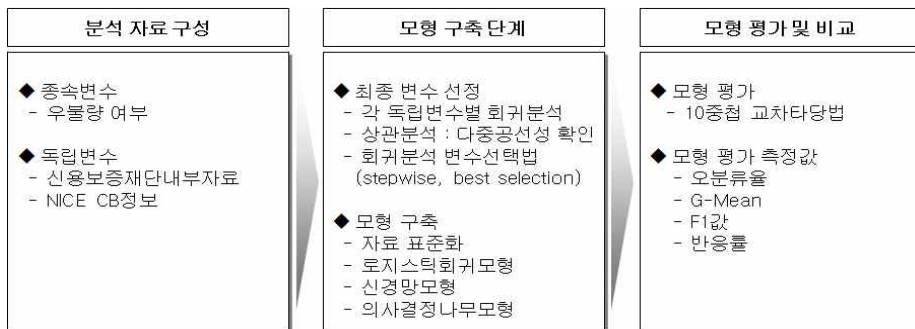 분석 자료 구성
◆ 종속변수
- 우불량 여부
◆ 독립변수
- 신용보증재단내부자료
- NICE CB정보
모형 구축 단계
◆ 최종 변수 선정
- 각 독립변수별 회귀분석
- 상관분석 : 다중공선성 확인
- 회귀분석 변수선택법
(stepwise, best selection)
◆ 모형 구축
- 자료 표준화
- 로지스틱회귀모형
- 신경망모형
- 의사결정나무모형
모형 평가 및 비교
◆ 모형 평가
- 10중첩 교차타당법
◆ 모형 평가 측정값
- 오분류율
- G-Mean
- F1값
- 반응률